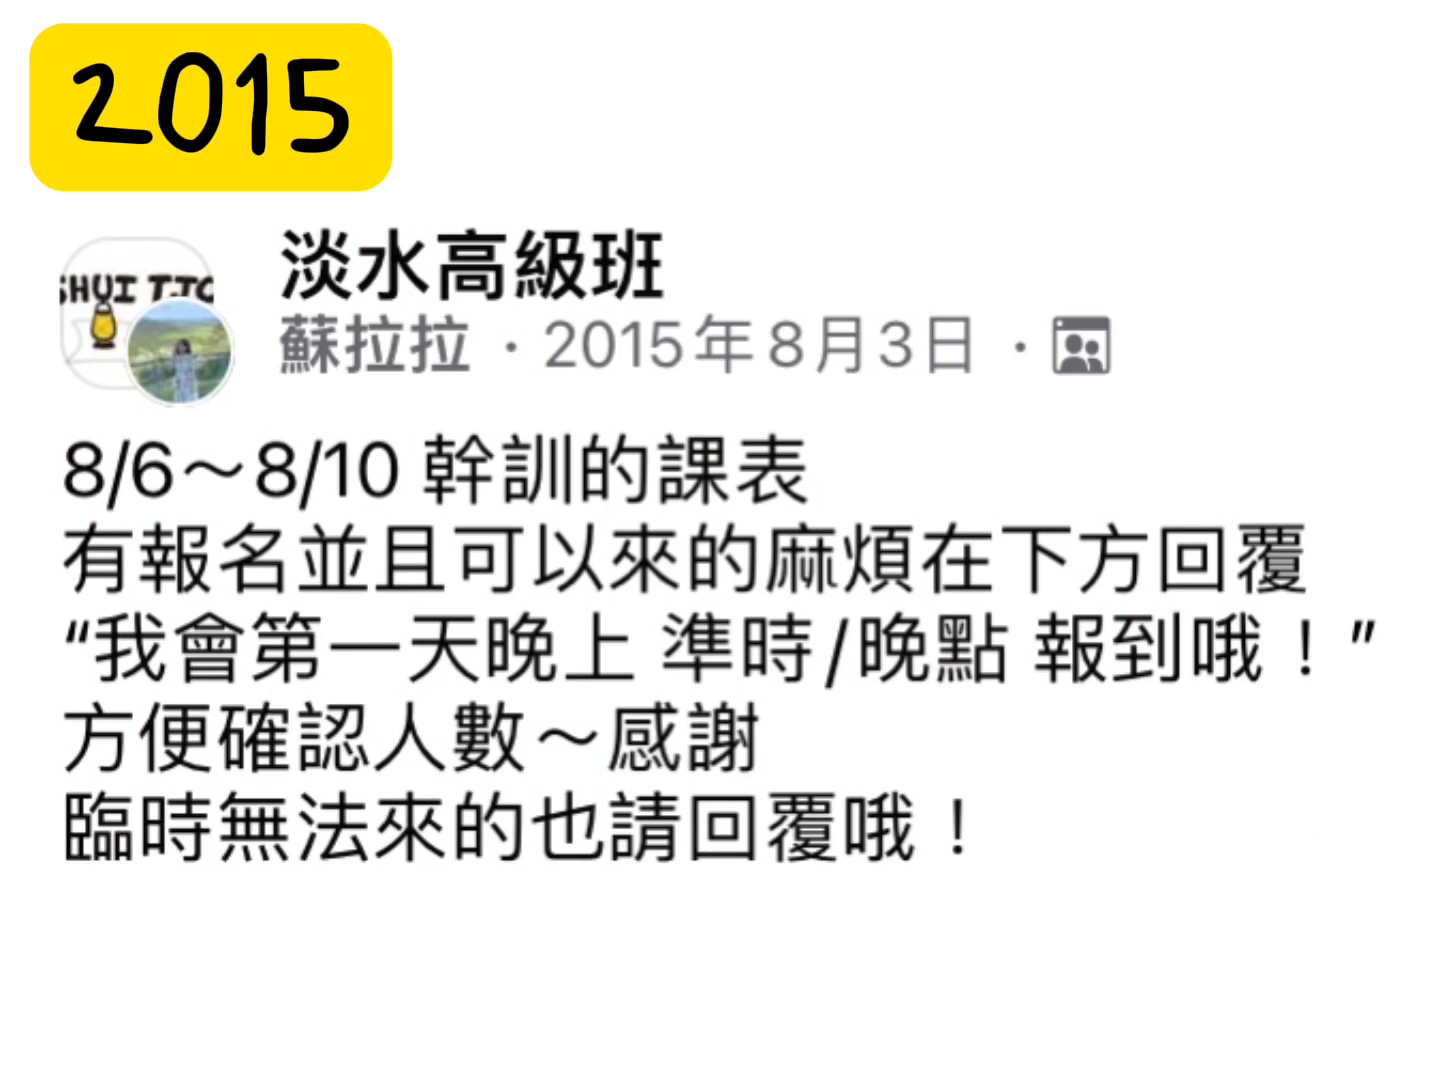 2015
SHUI TJC
淡水高級班
蘇拉拉 · 2015年8月3日 ·
8/6～8/10 幹訓的課表
有報名並且可以來的麻煩在下方回覆
“我會第一天晚上 準時/晚點 報到哦！”
方便確認人數～感謝
臨時無法來的也請回覆哦！